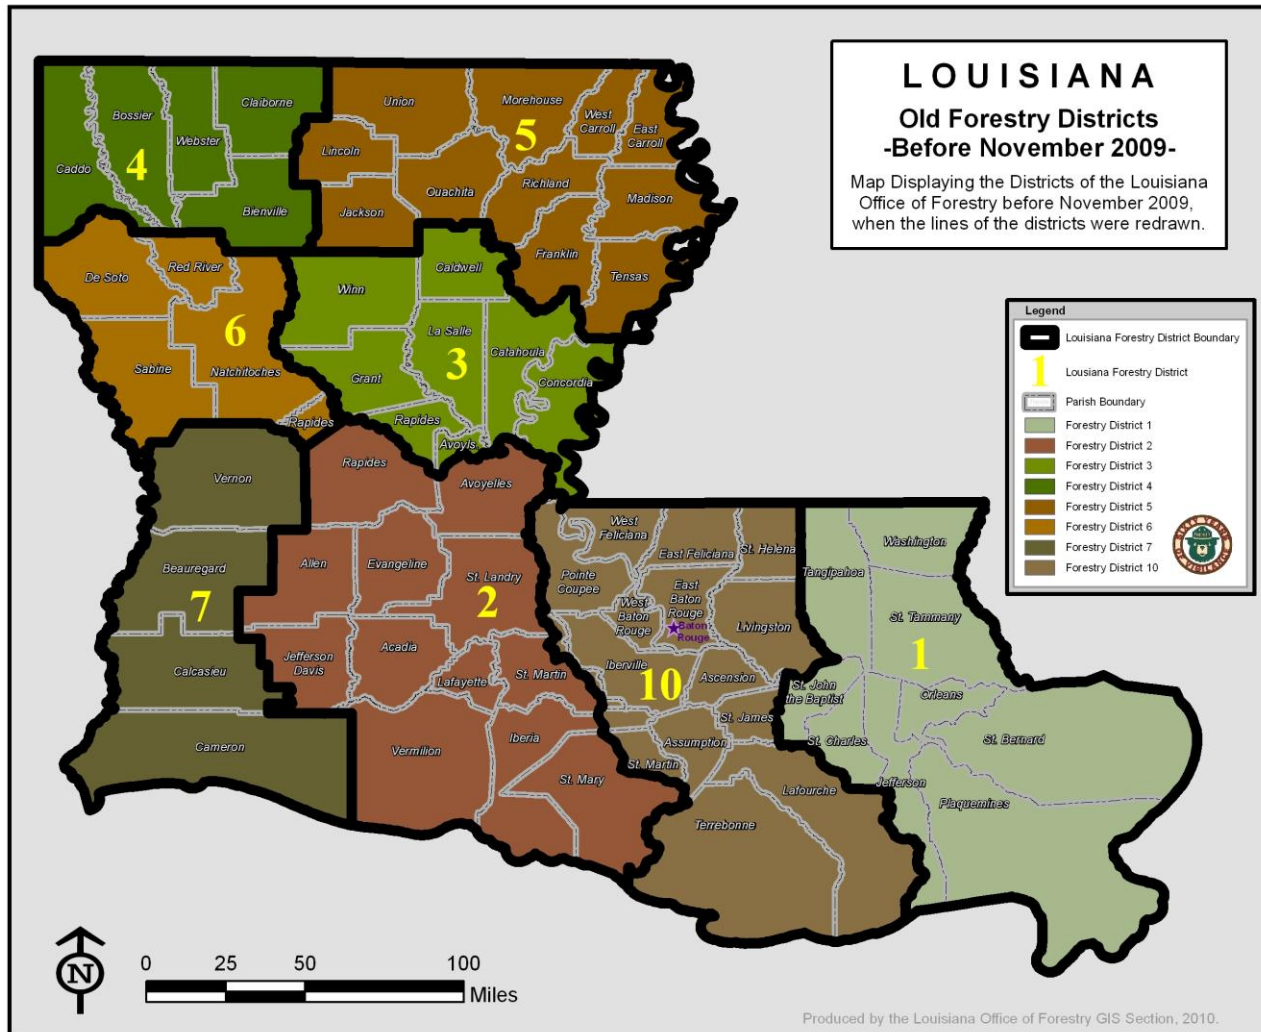 LOUISIANA
Old Forestry Districts
-Before November 2009-
Map Displaying the Districts of the Louisiana
Office of Forestry before November 2009,
when the lines of the districts were redrawn.
Legend
Louisiana Forestry District Boundary
1
Lousiana Forestry District
Parish Boundary
Forestry District 1
Forestry District 2
Forestry District 3
Forestry District 4
Forestry District 5
Forestry District 6
Forestry District 7
Forestry District 10
Caddo
Bossier
Webster
Claiborne
Bienville
4
Union
Morehouse
West
Carroll
East
Carroll
5
Lincoln
Jackson
Ouachita
Richland
Madison
Franklin
Tensas
De Soto
Red River
6
Sabine
Natchitoches
Rapides
Winn
Caldwell
La Salle
3
Catahoula
Concordia
Grant
Rapides
Avoyls.
Vernon
Beauregard
7
Calcasieu
Cameron
Rapides
Avoyelles
Allen
Evangeline
St. Landry
2
Jefferson
Davis
Acadia
Lafayette
St. Martin
Vermilion
Iberia
St. Mary
West
Feliciana
East Feliciana
St. Helena
Pointe
Coupee
West
Baton
Rouge
East
Baton
Rouge
Baton
Rouge
Livingston
Iberville
10
Ascension
St. James
Assumption
St. Martin
Lafourche
Terrebonne
Washington
Tangipahoa
St. Tammany
1
St. John
the Baptist
Orleans
St. Charles
St. Bernard
Jefferson
Plaquemines
N
0 25 50 100
Miles
Produced by the Louisiana Office of Forestry GIS Section, 2010.